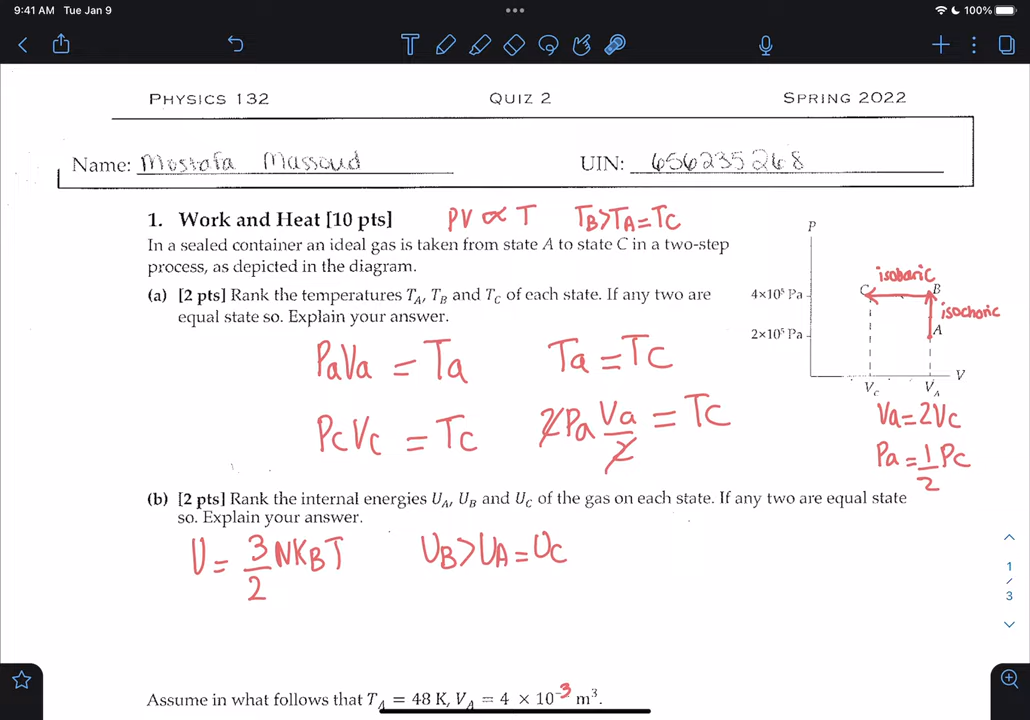 9:41 AM Tue Jan 9
100%
PHYSICS 132 QUIZ 2 SPRING 2022
Name: Mostafa Massoud UIN: 656235268
1. Work and Heat [10 pts] PV ∝ T TB>TA=TC
In a sealed container an ideal gas is taken from state A to state C in a two-step
process, as depicted in the diagram.
(a) [2 pts] Rank the temperatures TA, TB and TC of each state. If any two are
equal state so. Explain your answer.
P
isobaric
4×10⁵ Pa C B
isochoric
2×10⁵ Pa A
VC VA V
Va=2Vc
Pa=1/2 Pc
PaVa = Ta Ta=Tc
PcVc = Tc 2Pa Va/2 = Tc
(b) [2 pts] Rank the internal energies UA, UB and UC of the gas on each state. If any two are equal state
so. Explain your answer.
U = 3/2 NKBT UB>UA=UC
1
/
3
Assume in what follows that TA = 48 K, VA = 4 × 10⁻³ m³.